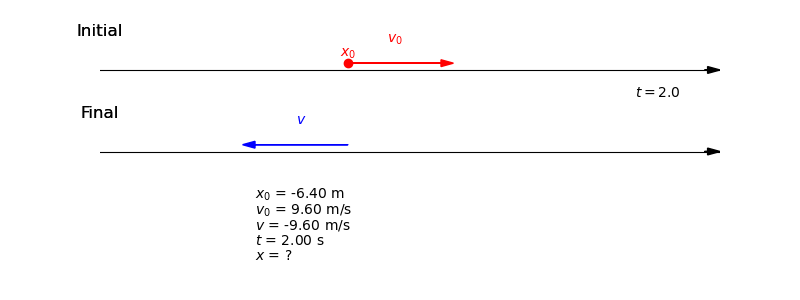 Initial
v₀
x₀
t = 2.0
Final
v
x₀ = -6.40 m
v₀ = 9.60 m/s
v = -9.60 m/s
t = 2.00 s
x = ?